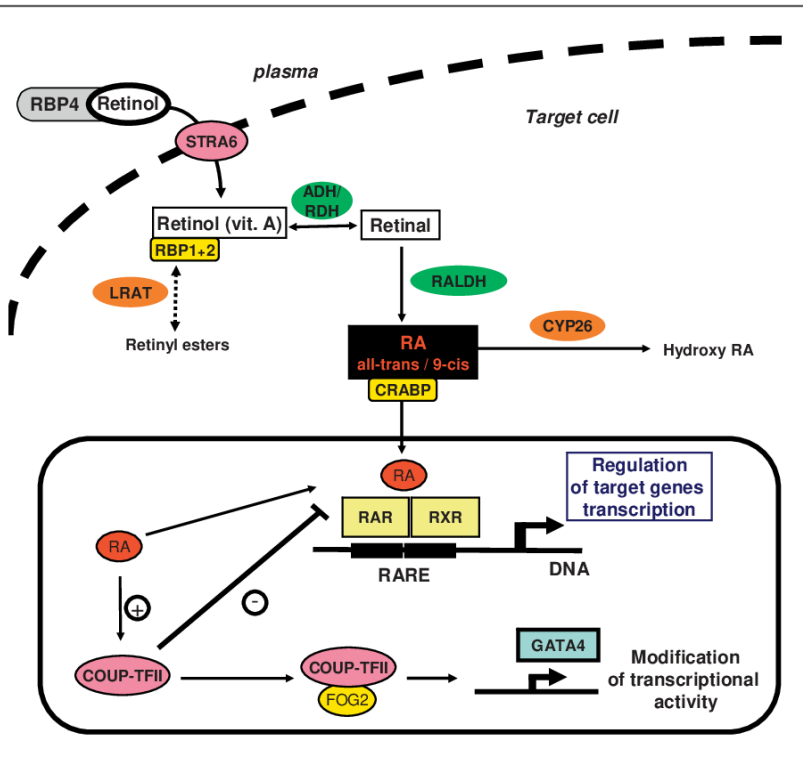 plasma
RBP4
Retinol
Target cell
STRA6
ADH/
RDH
Retinol (vit. A)
Retinal
RBP1+2
LRAT
RALDH
Retinyl esters
CYP26
RA
all-trans / 9-cis
Hydroxy RA
CRABP
RA
Regulation
of target genes
transcription
RAR
RXR
RA
RARE
DNA
+
-
COUP-TFII
COUP-TFII
FOG2
GATA4
Modification
of transcriptional
activity